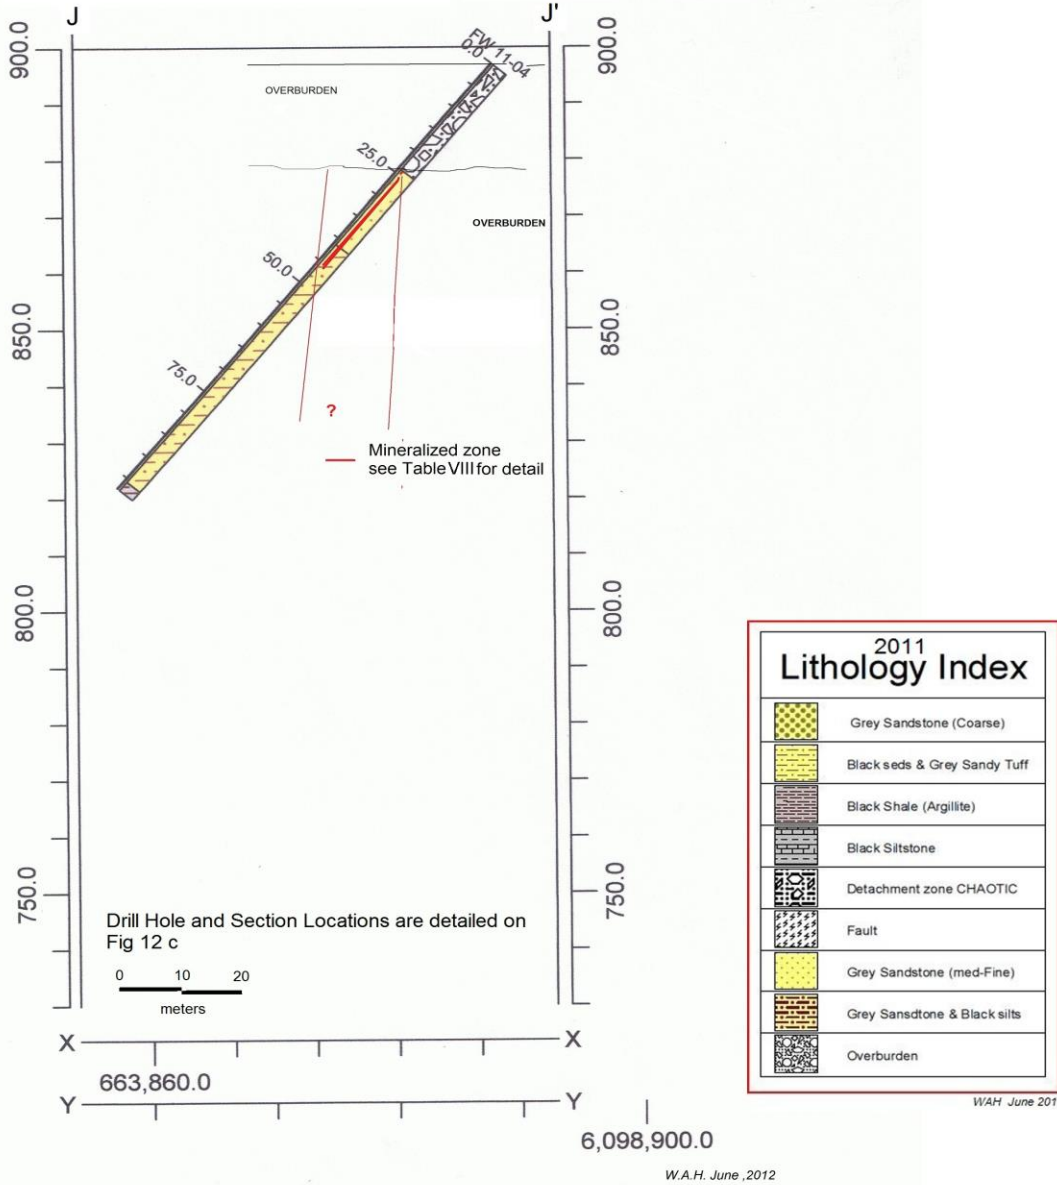 J J'
900.0 900.0
FW 11-04
0.0
OVERBURDEN
25.0
OVERBURDEN
50.0
850.0 850.0
75.0
?
Mineralized zone
see Table VIII for detail
800.0 800.0
750.0 750.0
Drill Hole and Section Locations are detailed on
Fig 12 c
0 10 20
meters
X X
663,860.0
Y Y
6,098,900.0
W.A.H. June ,2012
2011
Lithology Index
Grey Sandstone (Coarse)
Black seds & Grey Sandy Tuff
Black Shale (Argillite)
Black Siltstone
Detachment zone CHAOTIC
Fault
Grey Sandstone (med-Fine)
Grey Sansdtone & Black silts
Overburden
WAH June 201